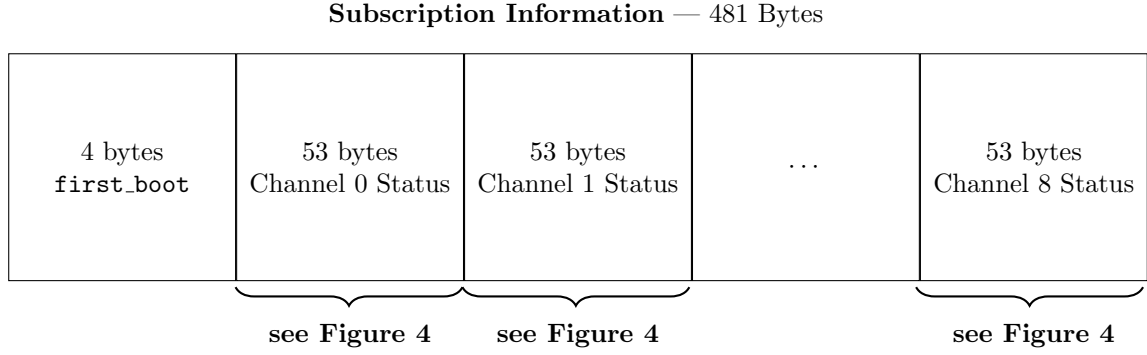 Subscription Information — 481 Bytes
4 bytes
first_boot
53 bytes
Channel 0 Status
53 bytes
Channel 1 Status
...
53 bytes
Channel 8 Status
see Figure 4
see Figure 4
see Figure 4